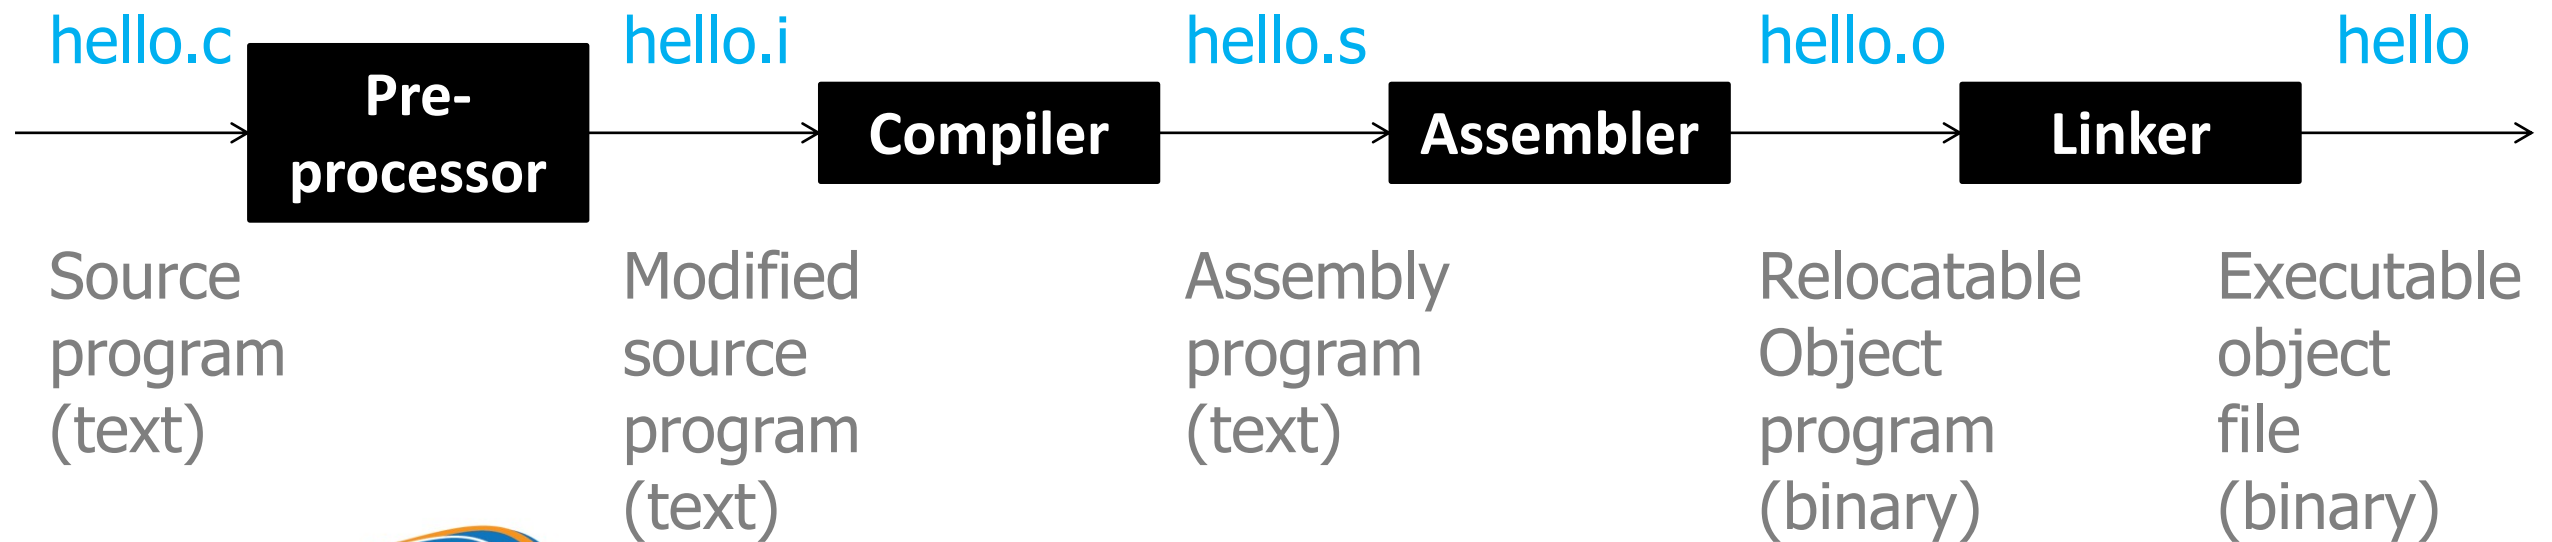 hello.c
hello.i
hello.s
hello.o
hello
Pre-
processor
Compiler
Assembler
Linker
Source
program
(text)
Modified
source
program
(text)
Assembly
program
(text)
Relocatable
Object
program
(binary)
Executable
object
file
(binary)